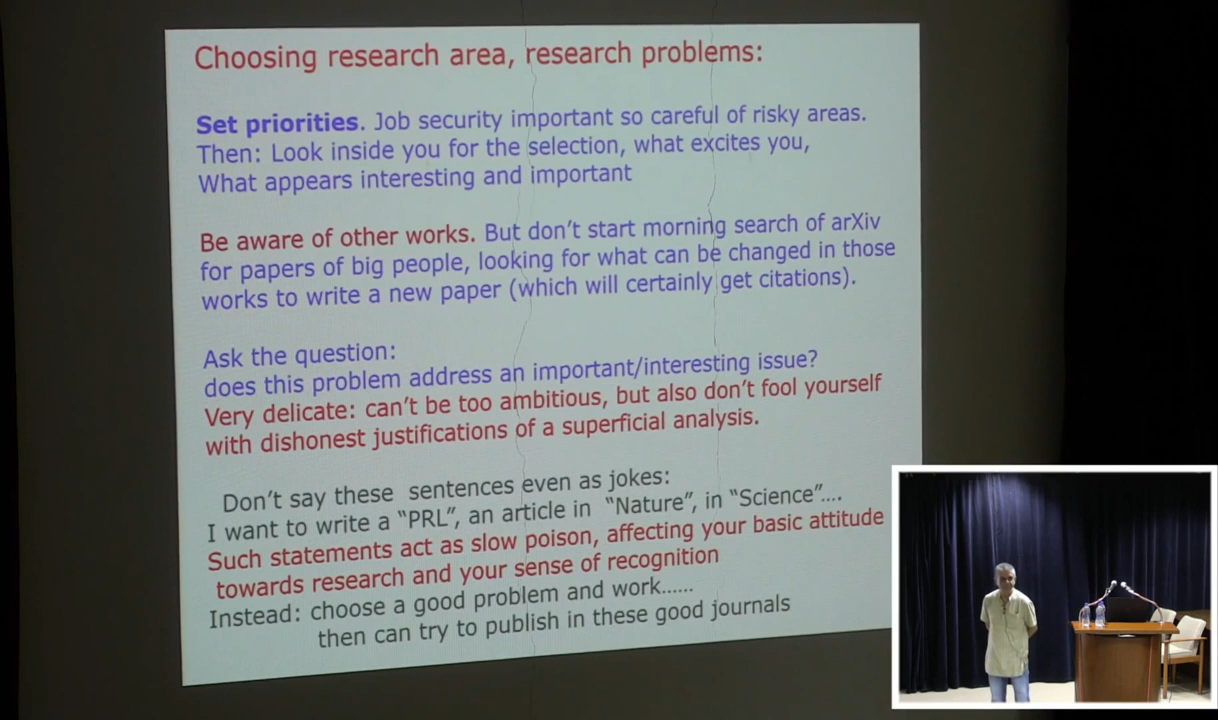 Choosing research area, research problems:
Set priorities. Job security important so careful of risky areas.
Then: Look inside you for the selection, what excites you,
What appears interesting and important
Be aware of other works. But don't start morning search of arXiv
for papers of big people, looking for what can be changed in those
works to write a new paper (which will certainly get citations).
Ask the question:
does this problem address an important/interesting issue?
Very delicate: can't be too ambitious, but also don't fool yourself
with dishonest justifications of a superficial analysis.
Don't say these sentences even as jokes:
I want to write a "PRL", an article in "Nature", in "Science"....
Such statements act as slow poison, affecting your basic attitude
towards research and your sense of recognition
Instead: choose a good problem and work......
then can try to publish in these good journals